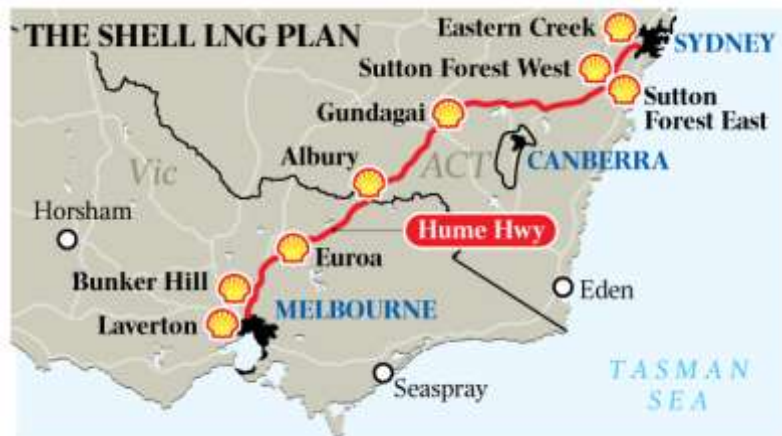 THE SHELL LNG PLAN
Eastern Creek
SYDNEY
Sutton Forest West
Sutton
Forest East
Gundagai
Albury
ACT
CANBERRA
Vic
Horsham
Hume Hwy
Euroa
Bunker Hill
MELBOURNE
Laverton
Eden
Seaspray
TASMAN
SEA